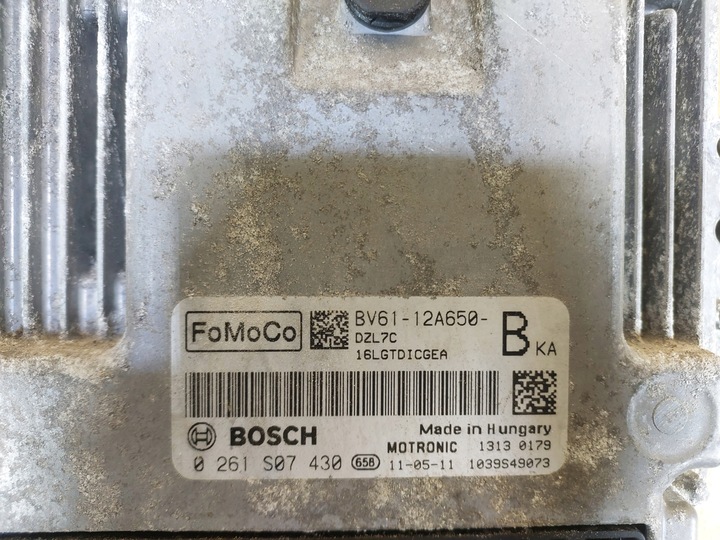 FoMoCo
BV61-12A650- B KA
DZL7C
16LGTDICGEA
BOSCH
Made in Hungary
MOTRONIC 1313 0179
0 261 S07 430 658 11-05-11 1039S49073